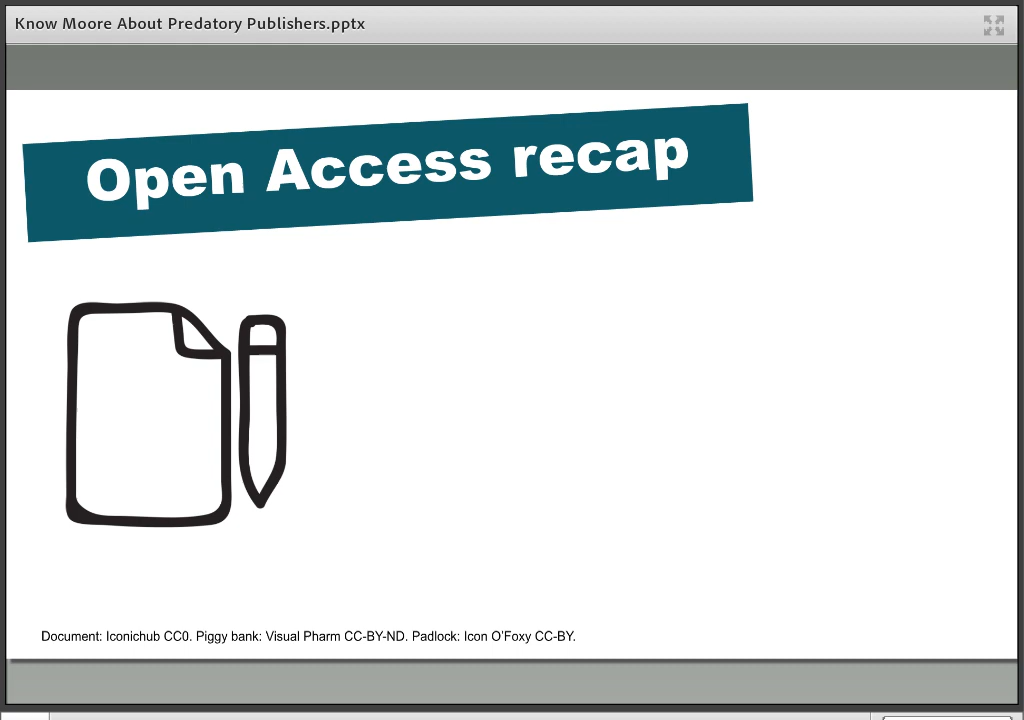 Know Moore About Predatory Publishers.pptx
Open Access recap
Document: Iconichub CC0. Piggy bank: Visual Pharm CC-BY-ND. Padlock: Icon O'Foxy CC-BY.